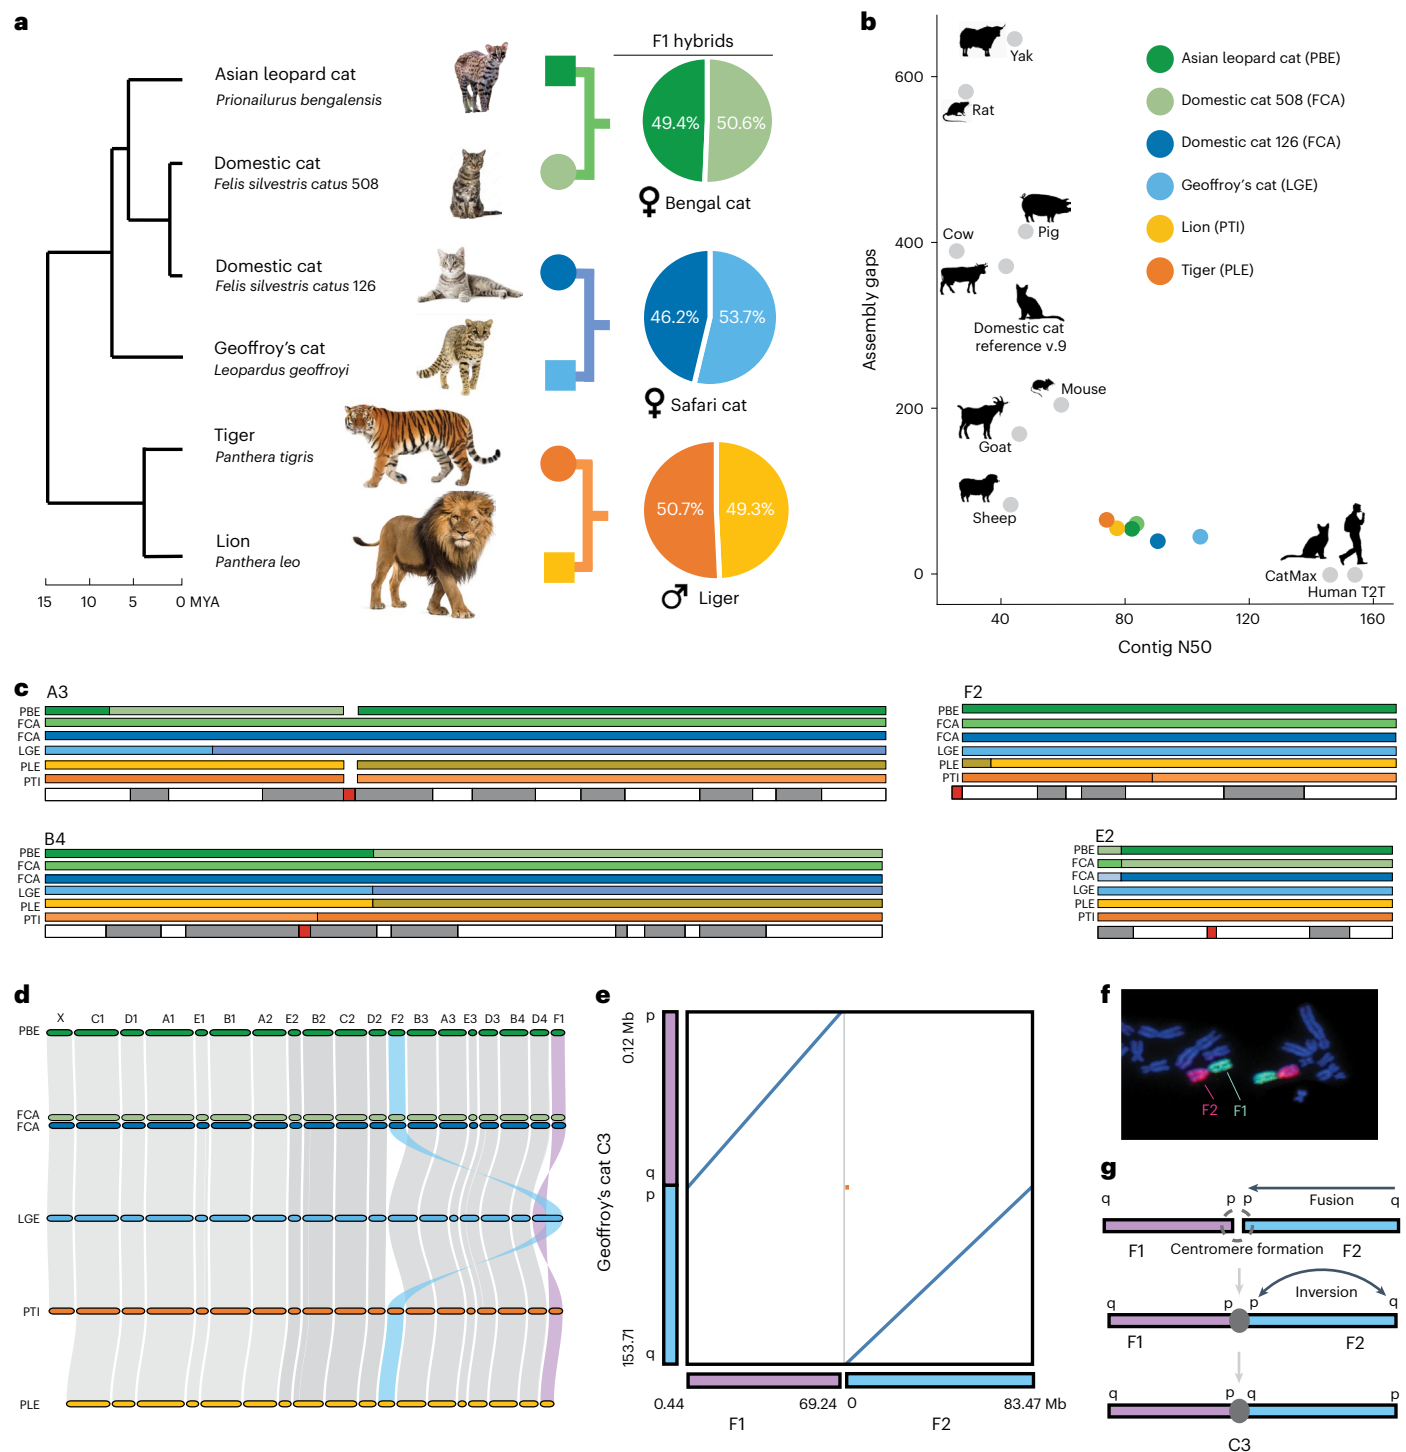 a
F1 hybrids
Asian leopard cat
Prionailurus bengalensis
49.4%
50.6%
Bengal cat
Domestic cat
Felis silvestris catus 508
Domestic cat
Felis silvestris catus 126
46.2%
53.7%
Safari cat
Geoffroy's cat
Leopardus geoffroyi
Tiger
Panthera tigris
50.7%
49.3%
Liger
Lion
Panthera leo
15
10
5
0 MYA
b
Assembly gaps
600
400
200
0
40
80
120
160
Contig N50
Yak
Rat
Pig
Cow
Domestic cat
reference v.9
Mouse
Goat
Sheep
CatMax
Human T2T
Asian leopard cat (PBE)
Domestic cat 508 (FCA)
Domestic cat 126 (FCA)
Geoffroy's cat (LGE)
Lion (PTI)
Tiger (PLE)
c
A3
PBE
FCA
FCA
LGE
PLE
PTI
F2
PBE
FCA
FCA
LGE
PLE
PTI
B4
PBE
FCA
FCA
LGE
PLE
PTI
E2
PBE
FCA
FCA
LGE
PLE
PTI
d
X C1 D1 A1 E1 B1 A2 E2 B2 C2 D2 F2 B3 A3 E3 D3 B4 D4 F1
PBE
FCA
FCA
LGE
PTI
PLE
e
Geoffroy's cat C3
0.12 Mb
153.71
p
q
p
q
0.44
69.24
0
83.47 Mb
F1
F2
f
F2
F1
g
q
p
p
Fusion
q
F1
Centromere formation
F2
q
p
p
Inversion
q
F1
F2
q
p
q
p
C3